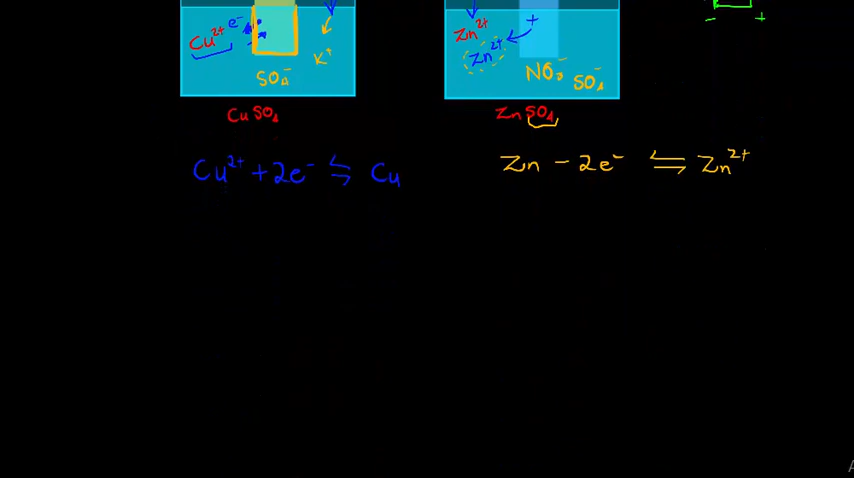 e⁻
Cu²⁺
K⁺
SO₄⁻
Zn²⁺
+
Zn²⁺
NO₃⁻
SO₄⁻
- +
CuSO₄
ZnSO₄
Cu²⁺ + 2e⁻ ⇌ Cu
Zn - 2e⁻ ⇌ Zn²⁺
A